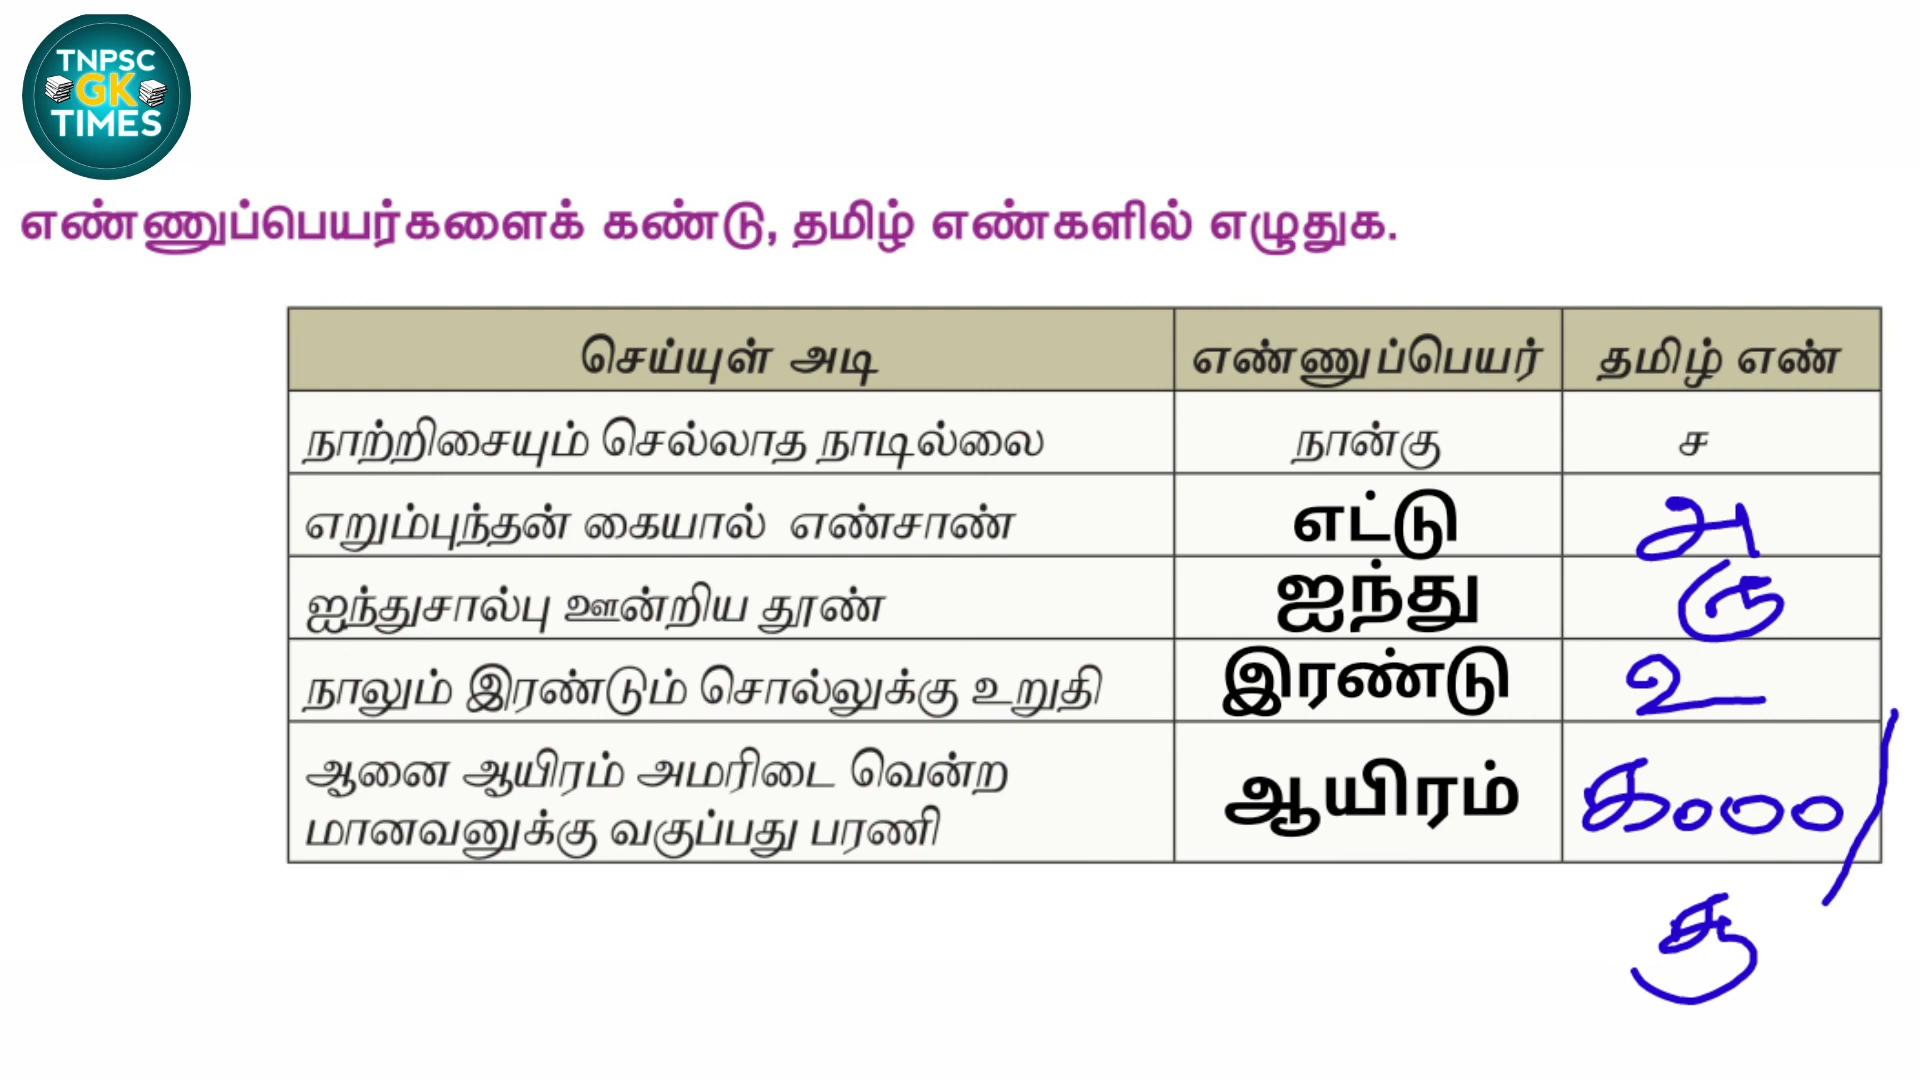 TNPSC
GK
TIMES
எண்ணுப்பெயர்களைக் கண்டு, தமிழ் எண்களில் எழுதுக.
செய்யுள் அடி எண்ணுப்பெயர் தமிழ் எண்
நாற்றிசையும் செல்லாத நாடில்லை நான்கு ச
எறும்புந்தன் கையால் எண்சாண் எட்டு அ
ஐந்துசால்பு ஊன்றிய தூண் ஐந்து ரு
நாலும் இரண்டும் சொல்லுக்கு உறுதி இரண்டு உ
ஆனை ஆயிரம் அமரிடை வென்ற
மானவனுக்கு வகுப்பது பரணி ஆயிரம் க000